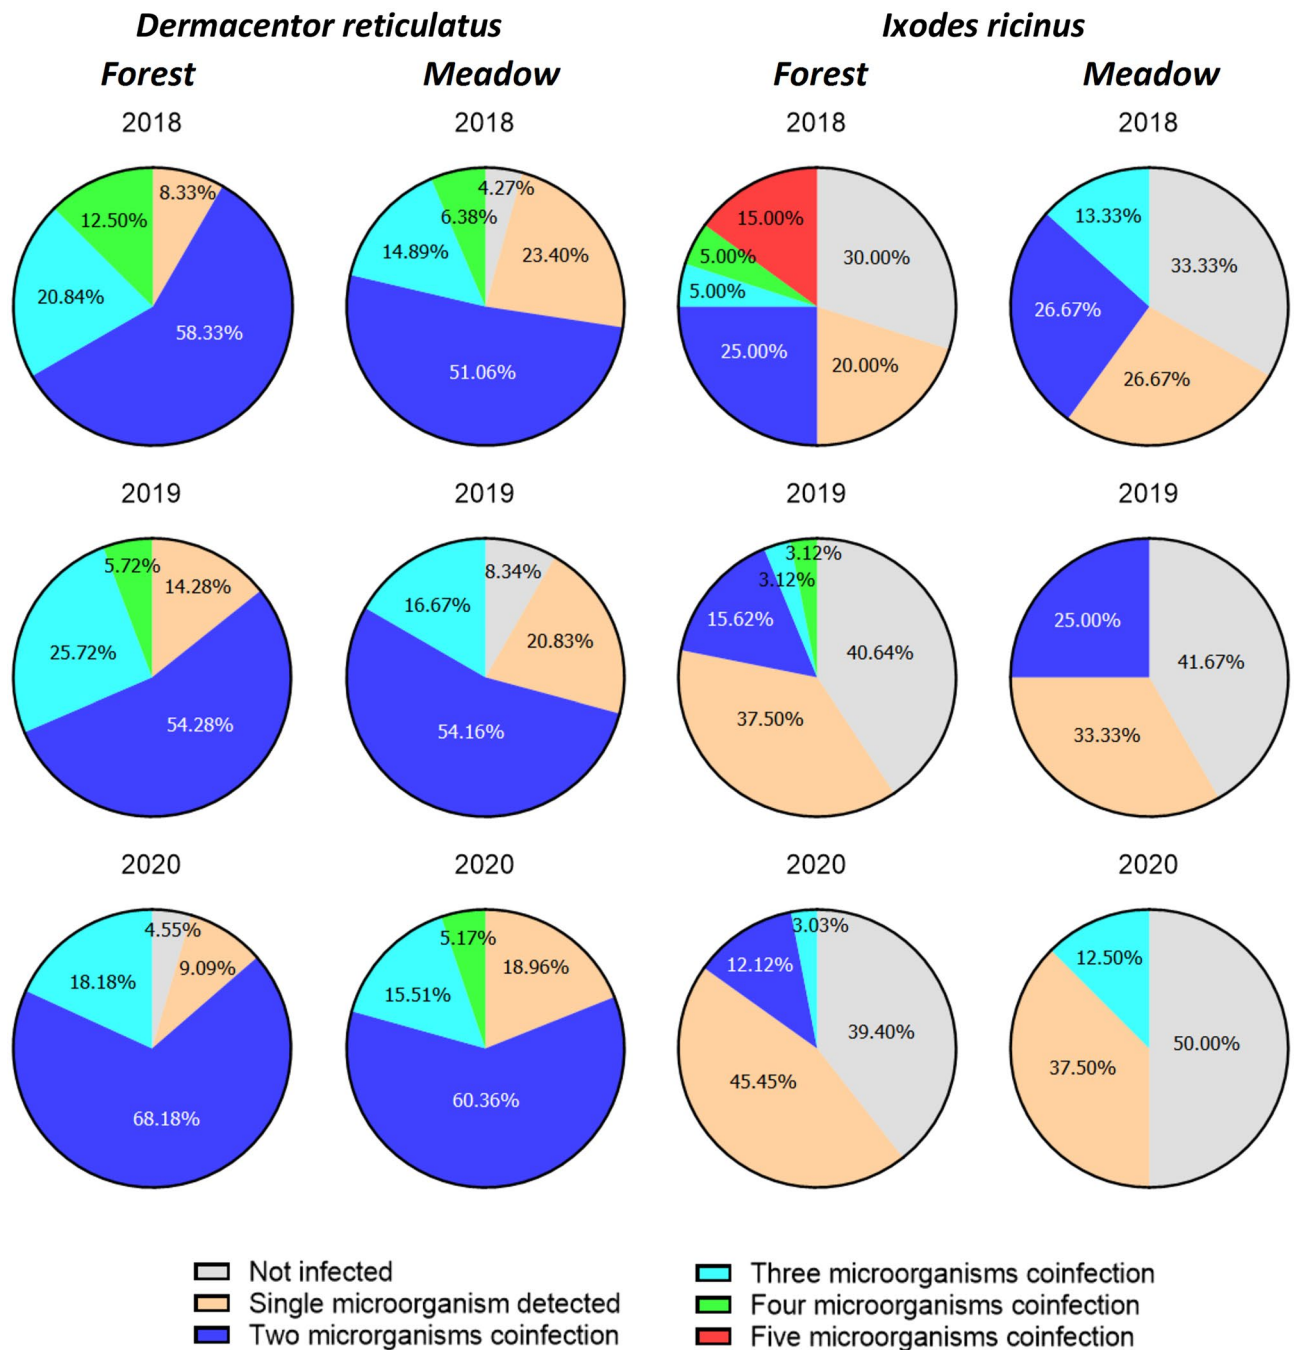 Dermacentor reticulatus Ixodes ricinus
Forest Meadow Forest Meadow
2018 2018 2018 2018
8.33% 4.27%
12.50% 6.38% 15.00% 13.33%
14.89% 23.40% 5.00% 30.00% 33.33%
20.84% 5.00%
58.33% 26.67%
51.06% 25.00% 20.00% 26.67%
2019 2019 2019 2019
5.72% 14.28% 8.34% 3.12%
16.67% 3.12%
25.72% 20.83% 15.62% 40.64% 25.00% 41.67%
54.28% 54.16% 37.50% 33.33%
2020 2020 2020 2020
4.55% 5.17% 3.03%
18.18% 9.09% 15.51% 18.96% 12.12% 12.50%
39.40% 50.00%
68.18% 60.36% 45.45% 37.50%
Not infected Three microorganisms coinfection
Single microorganism detected Four microorganisms coinfection
Two microrganisms coinfection Five microorganisms coinfection